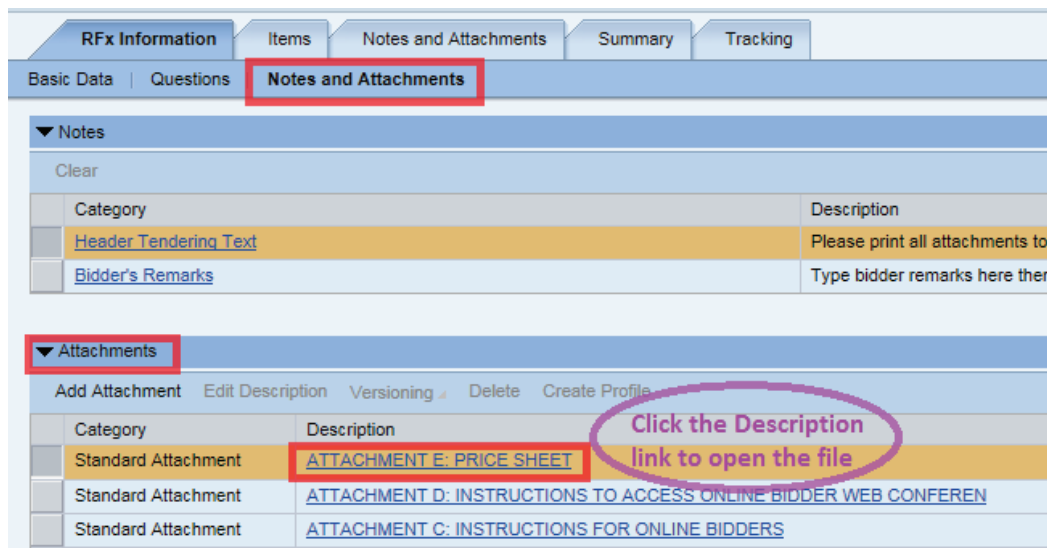 RFx Information Items Notes and Attachments Summary Tracking
Basic Data | Questions | Notes and Attachments
Notes
Clear
Category Description
Header Tendering Text Please print all attachments to
Bidder's Remarks Type bidder remarks here ther
Attachments
Add Attachment Edit Description Versioning Delete Create Profile
Category Description
Click the Description
link to open the file
Standard Attachment ATTACHMENT E: PRICE SHEET
Standard Attachment ATTACHMENT D: INSTRUCTIONS TO ACCESS ONLINE BIDDER WEB CONFEREN
Standard Attachment ATTACHMENT C: INSTRUCTIONS FOR ONLINE BIDDERS